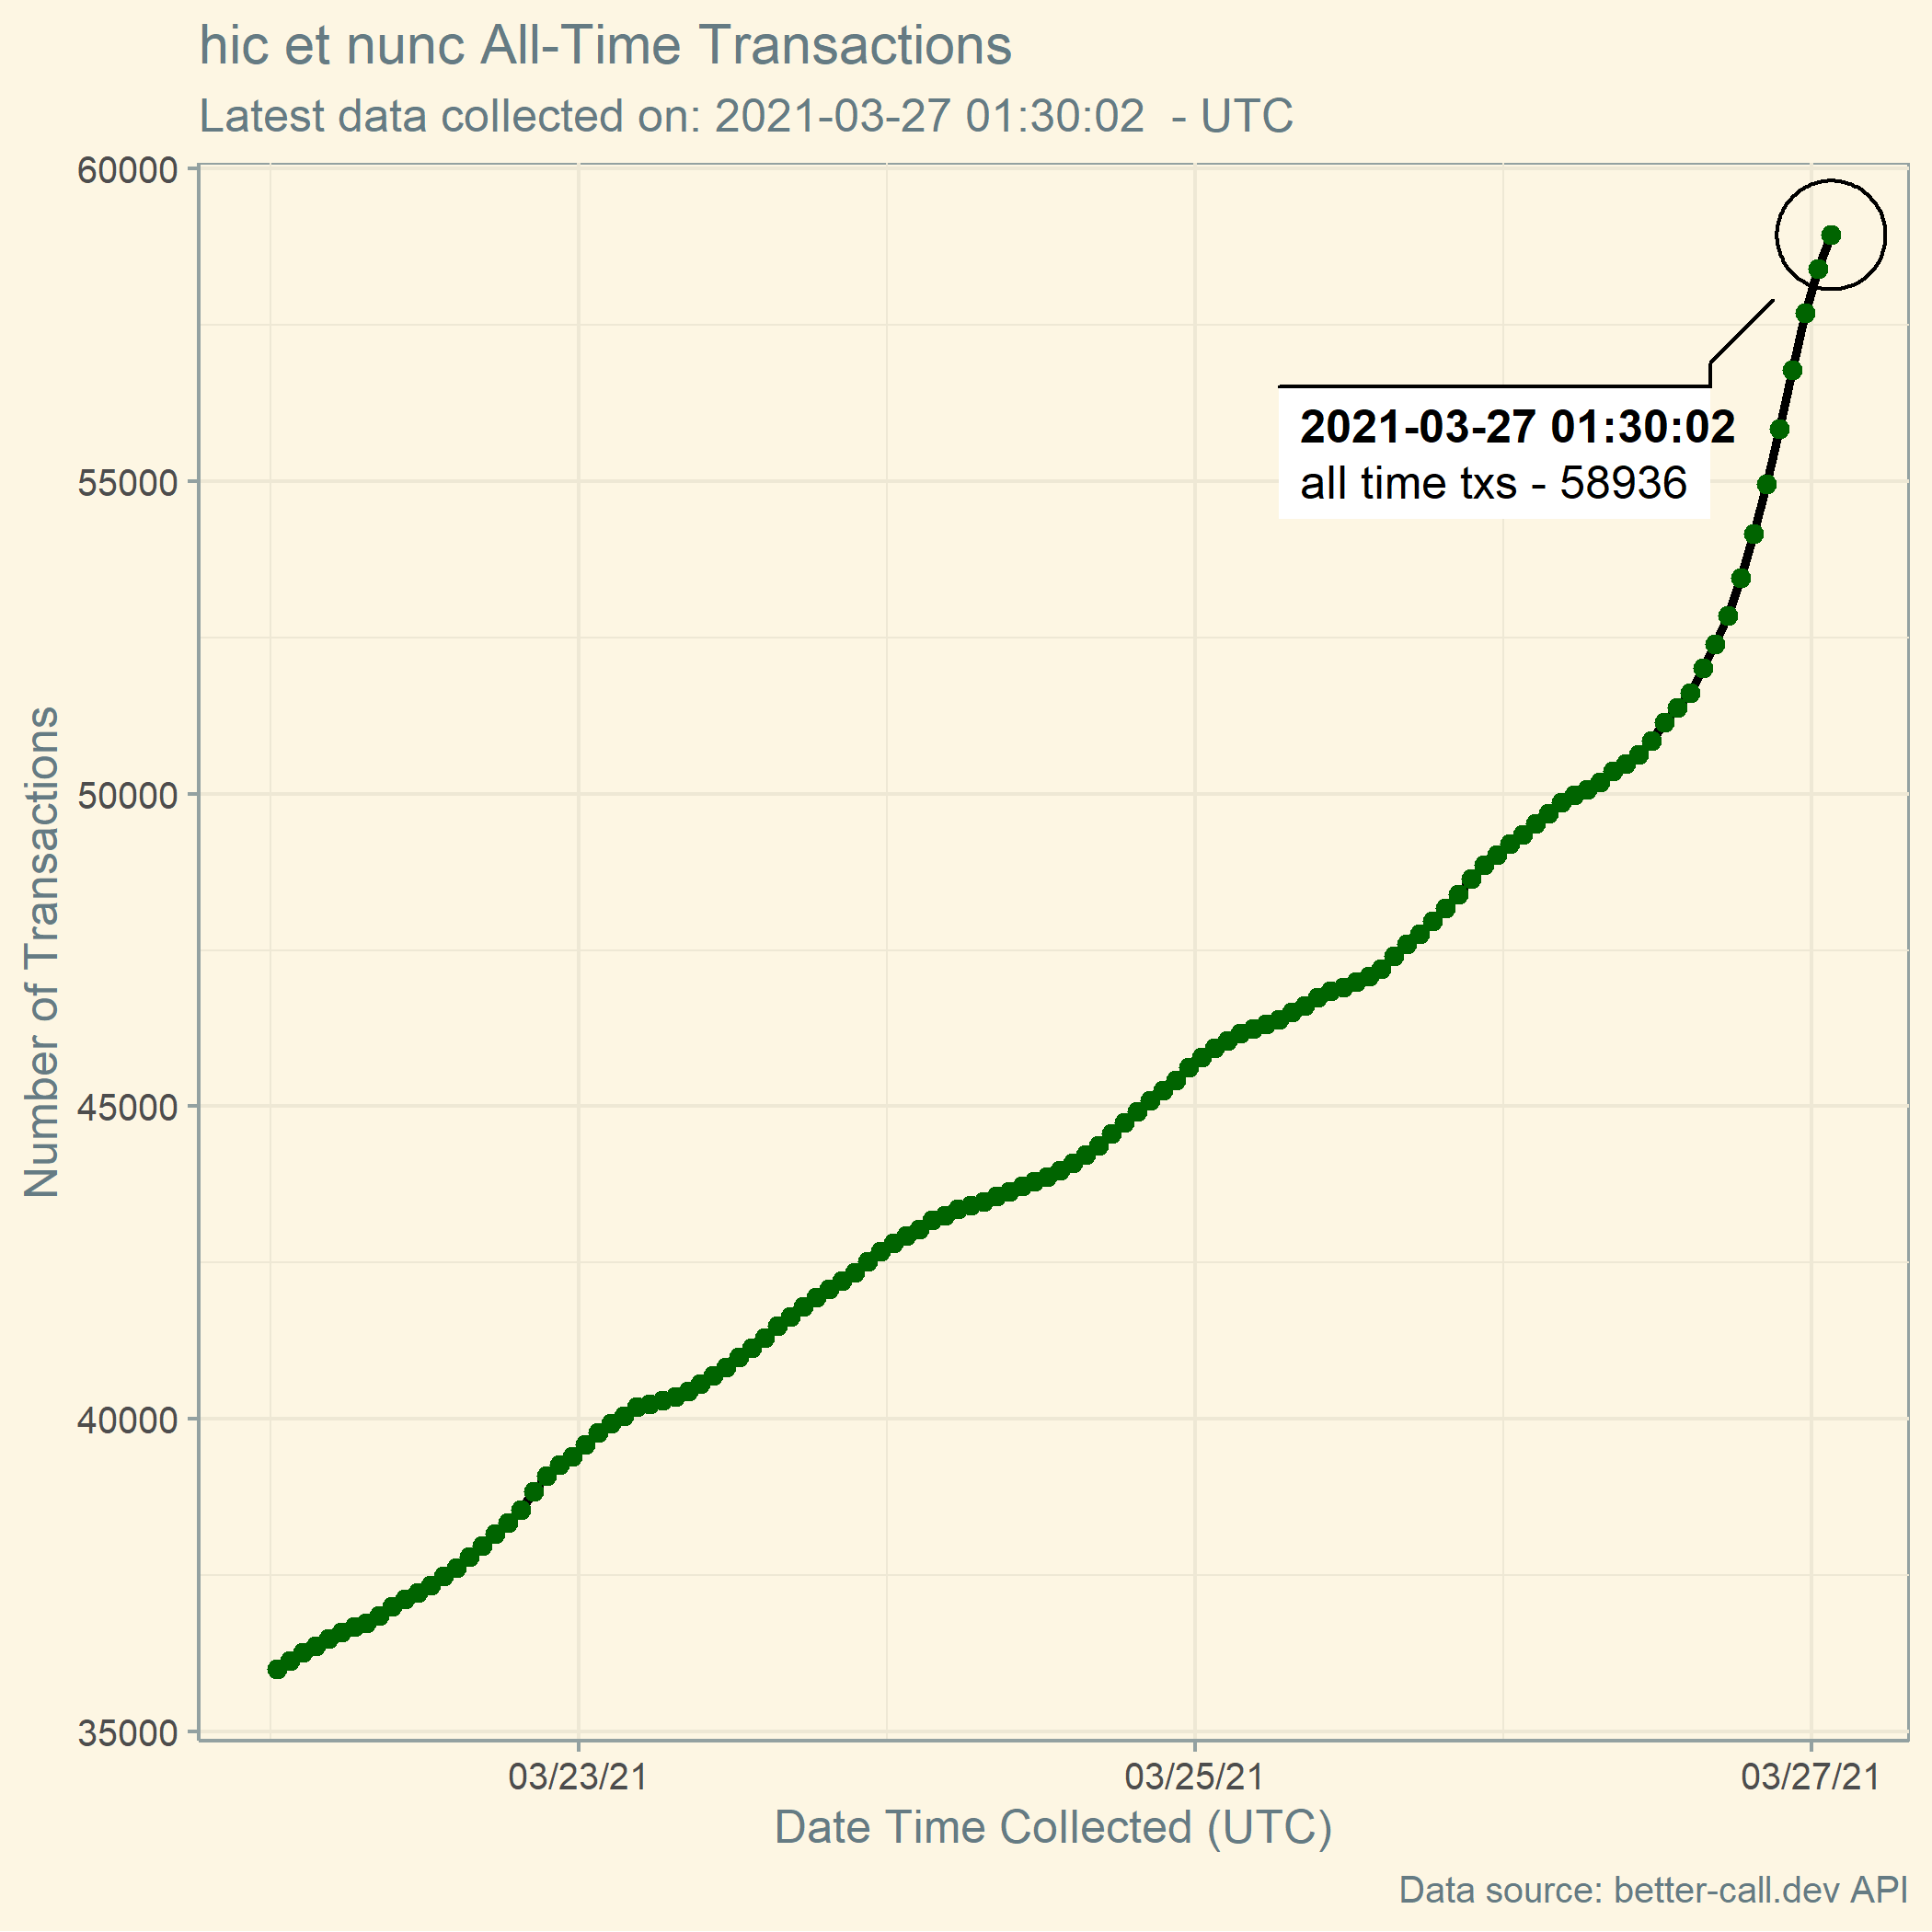 hic et nunc All-Time Transactions
Latest data collected on: 2021-03-27 01:30:02  - UTC
Number of Transactions
60000
55000
50000
45000
40000
35000
2021-03-27 01:30:02
all time txs - 58936
03/23/21
03/25/21
03/27/21
Date Time Collected (UTC)
Data source: better-call.dev API